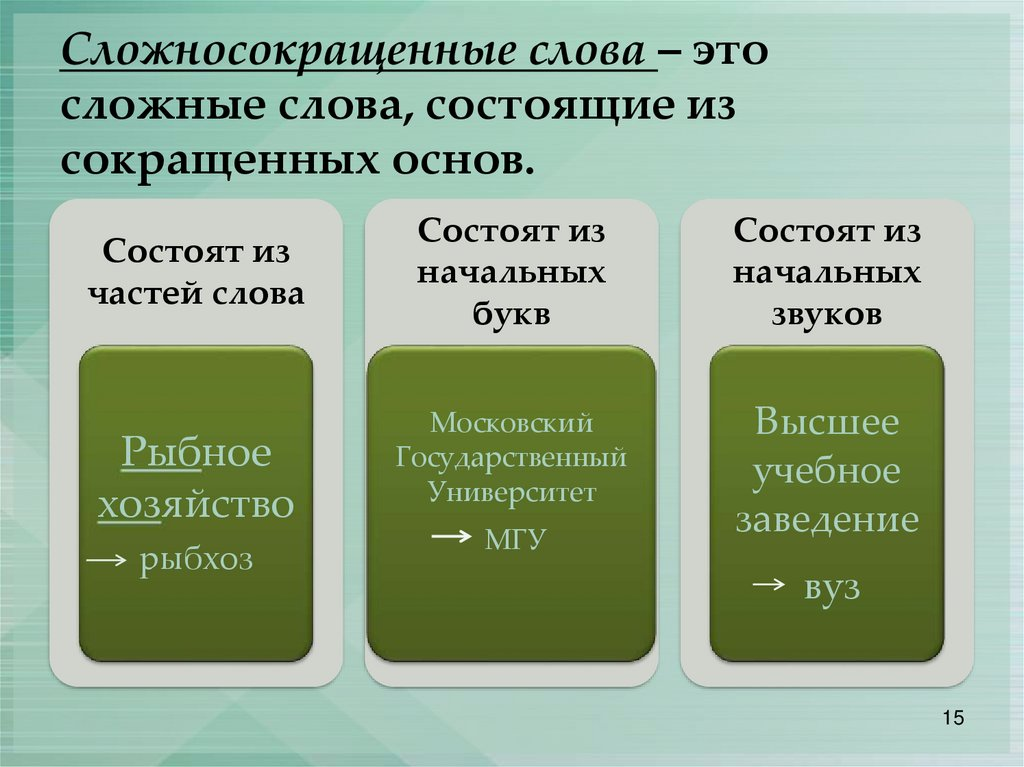 Сложносокращенные слова – это
сложные слова, состоящие из
сокращенных основ.
Состоят из
частей слова
Рыбное
хозяйство
→ рыбхоз
Состоят из
начальных
букв
Московский
Государственный
Университет
→ МГУ
Состоят из
начальных
звуков
Высшее
учебное
заведение
→ вуз
15